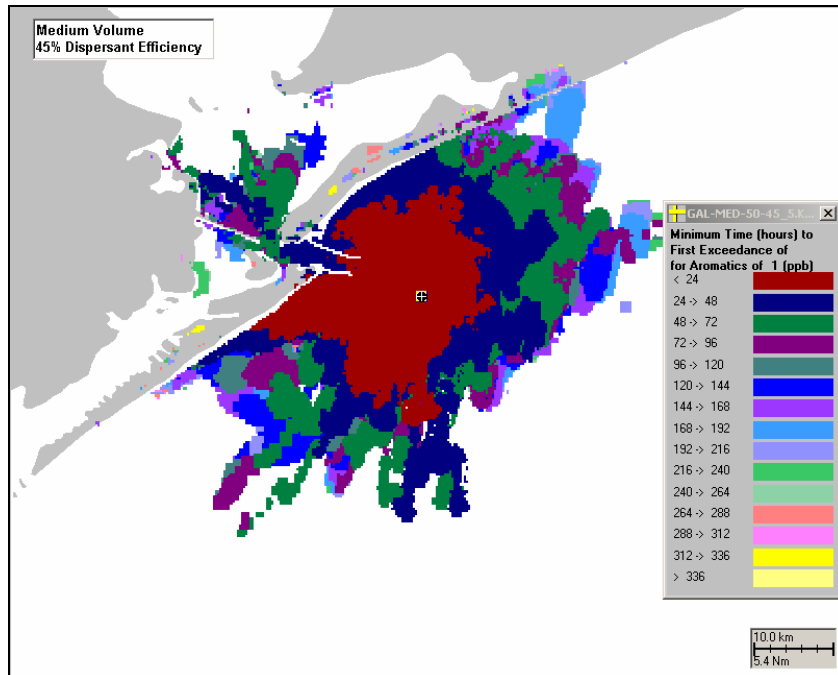 Medium Volume
45% Dispersant Efficiency
GAL-MED-50-45_S.K...
Minimum Time (hours) to
First Exceedance of
for Aromatics of 1 (ppb)
< 24
24 -> 48
48 -> 72
72 -> 96
96 -> 120
120 -> 144
144 -> 168
168 -> 192
192 -> 216
216 -> 240
240 -> 264
264 -> 288
288 -> 312
312 -> 336
> 336
10.0 km
5.4 Nm